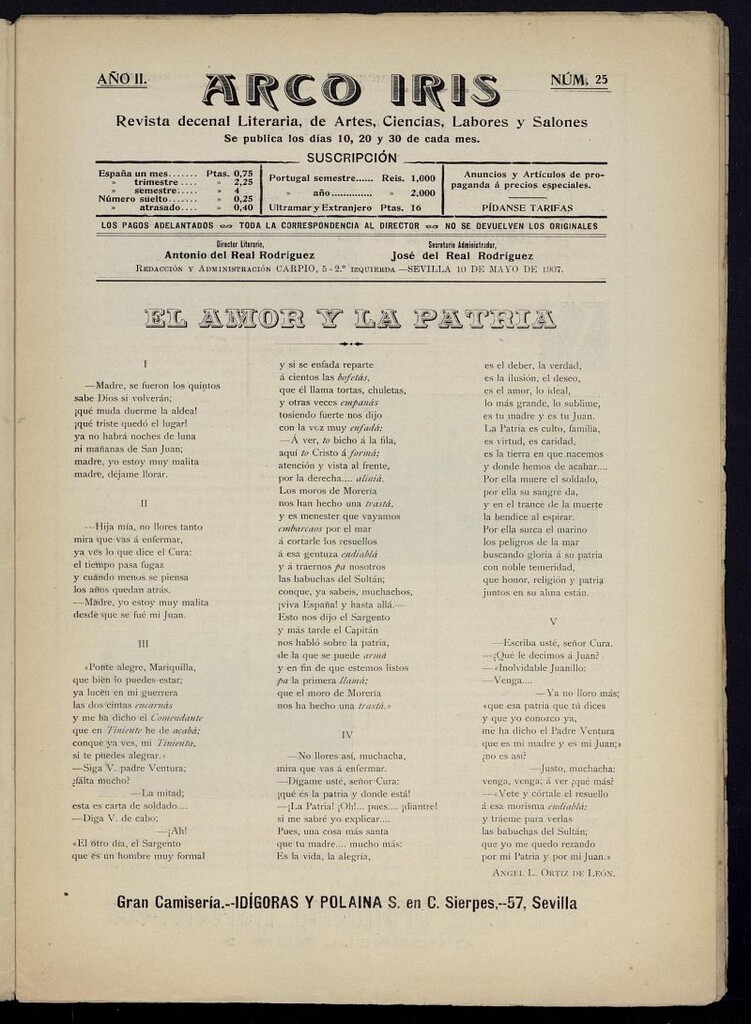 AÑO II.
ARCO IRIS
NÚM. 25
Revista decenal Literaria, de Artes, Ciencias, Labores y Salones
Se publica los días 10, 20 y 30 de cada mes.
SUSCRIPCIÓN
España un mes....... Ptas. 0,75
» trimestre.... » 2,25
» semestre..... » 4
Número suelto....... » 0,25
» atrasado.... » 0,40
Portugal semestre...... Reis. 1,000
» año.............. » 2,000
Ultramar y Extranjero Ptas. 16
Anuncios y Artículos de pro-
paganda á precios especiales.
PÍDANSE TARIFAS
LOS PAGOS ADELANTADOS TODA LA CORRESPONDENCIA AL DIRECTOR NO SE DEVUELVEN LOS ORIGINALES
Director Literario,
Antonio del Real Rodríguez
Secretario Administrador,
José del Real Rodríguez
REDACCIÓN Y ADMINISTRACIÓN CARPIO, 5-2.º IZQUIERDA—SEVILLA 10 DE MAYO DE 1907.
EL AMOR Y LA PATRIA
I
—Madre, se fueron los quintos
sabe Dios si volverán;
¡qué muda duerme la aldea!
¡qué triste quedó el lugar!
ya no habrá noches de luna
ni mañanas de San Juan;
madre, yo estoy muy malita
madre, déjame llorar.
II
—Hija mía, no llores tanto
mira que vas á enfermar,
ya vés lo que dice el Cura:
el tiempo pasa fugaz
y cuándo menos se piensa
los años quedan atrás.
—Madre, yo estoy muy malita
desde que se fué mi Juan.
III
«Ponte alegre, Mariquilla,
que bien lo puedes estar;
ya lucen en mi guerrera
las dos cintas encarnás
y me ha dicho el Comendante
que en Tiniente he de acabá;
conque ya ves, mi Tinienta,
si te puedes alegrar.»
—Siga V. padre Ventura;
¿falta mucho?
—La mitad;
esta es carta de soldado....
—Diga V. de cabo;
—¡Ah!
«El otro día, el Sargento
que es un hombre muy formal
y si se enfada reparte
á cientos las bofetás,
que él llama tortas, chuletas,
y otras veces empanás
tosiendo fuerte nos dijo
con la voz muy enfadá:
—Á ver, to bicho á la fila,
aquí to Cristo á formá;
atención y vista al frente,
por la derecha.... aliniá.
Los moros de Morería
nos han hecho una trastá,
y es menester que vayamos
embarcaos por el mar
á cortarle los resuellos
á esa gentuza endiablá
y á traernos pa nosotros
las babuchas del Sultán;
conque, ya sabeis, muchachos,
¡viva España! y hasta allá.—
Esto nos dijo el Sargento
y más tarde el Capitán
nos habló sobre la patria,
de la que se puede armá
y en fin de que estemos listos
pa la primera llamá;
que el moro de Morería
nos ha hecho una trastá.»
IV
—No llores así, muchacha,
mira que vas á enfermar.
—Dígame usté, señor Cura:
¡qué és la patria y donde está!
—¡La Patria! ¡Oh!... pues.... ¡diantre!
si me sabré yo explicar....
Pues, una cosa más santa
que tu madre.... mucho más:
Es la vida, la alegría,
es el deber, la verdad,
es la ilusión, el deseo,
es el amor, lo ideal,
lo más grande, lo sublime,
es tu madre y es tu Juan.
La Patria es culto, familia,
es virtud, es caridad,
es la tierra en que nacemos
y donde hemos de acabar....
Por ella muere el soldado,
por ella su sangre da,
y en el trance de la muerte
la bendice al espirar.
Por ella surca el marino
los peligros de la mar
buscando gloria á su patria
con noble temeridad,
que honor, religión y patria
juntos en su alma están.
V
—Escriba usté, señor Cura.
—¿Qué le decimos á Juan?
—«Inolvidable Juanillo:
—Venga....
—Ya no lloro más;
«que esa patria que tú dices
y que yo conozco ya,
me ha dicho el Padre Ventura
que es mi madre y es mi Juan;»
¿no es así?
—Justo, muchacha:
venga, venga; á ver ¿qué más?
—«Vete y córtale el resuello
á esa morisma endiablá;
y tráeme para verlas
las babuchas del Sultán;
que yo me quedo rezando
por mi Patria y por mi Juan.»
ANGEL L. ORTIZ DE LEÓN.
Gran Camisería.--IDÍGORAS Y POLAINA S. en C. Sierpes,--57, Sevilla